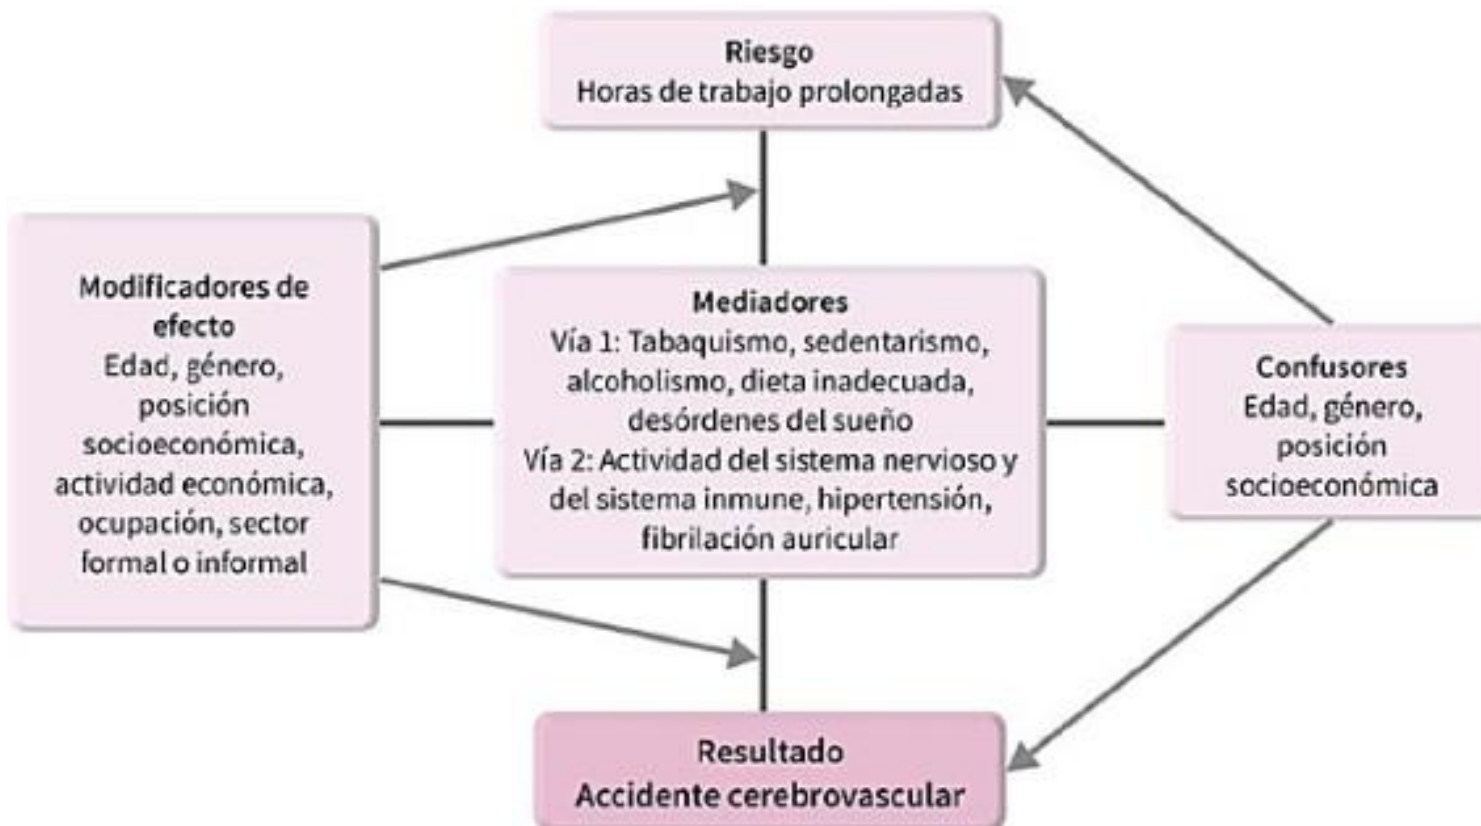 Riesgo
Horas de trabajo prolongadas
Modificadores de
efecto
Edad, género,
posición
socioeconómica,
actividad económica,
ocupación, sector
formal o informal
Mediadores
Vía 1: Tabaquismo, sedentarismo,
alcoholismo, dieta inadecuada,
desórdenes del sueño
Vía 2: Actividad del sistema nervioso y
del sistema inmune, hipertensión,
fibrilación auricular
Confusores
Edad, género,
posición
socioeconómica
Resultado
Accidente cerebrovascular